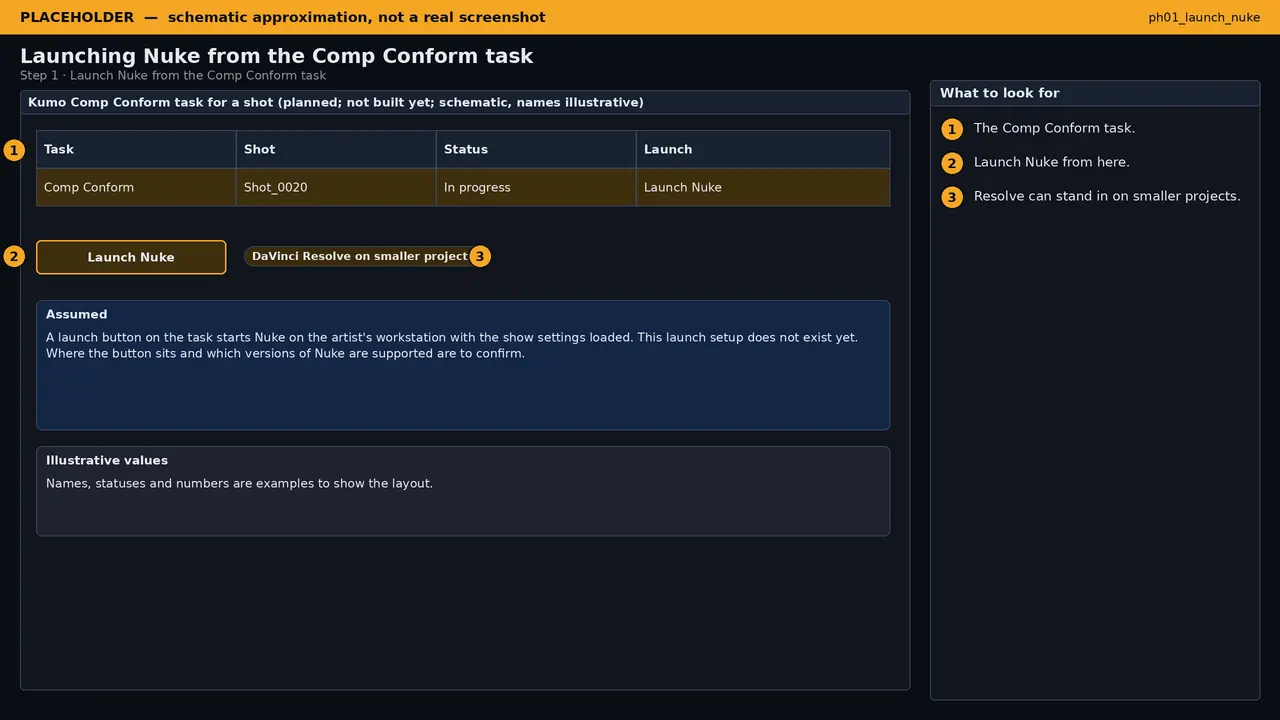 PLACEHOLDER — schematic approximation, not a real screenshot
ph01_launch_nuke
Launching Nuke from the Comp Conform task
Step 1 · Launch Nuke from the Comp Conform task
Kumo Comp Conform task for a shot (planned; not built yet; schematic, names illustrative)
1
Task Shot Status Launch
Comp Conform Shot_0020 In progress Launch Nuke
2 Launch Nuke DaVinci Resolve on smaller project 3
Assumed
A launch button on the task starts Nuke on the artist's workstation with the show settings loaded. This launch setup does not exist yet.
Where the button sits and which versions of Nuke are supported are to confirm.
Illustrative values
Names, statuses and numbers are examples to show the layout.
What to look for
1 The Comp Conform task.
2 Launch Nuke from here.
3 Resolve can stand in on smaller projects.